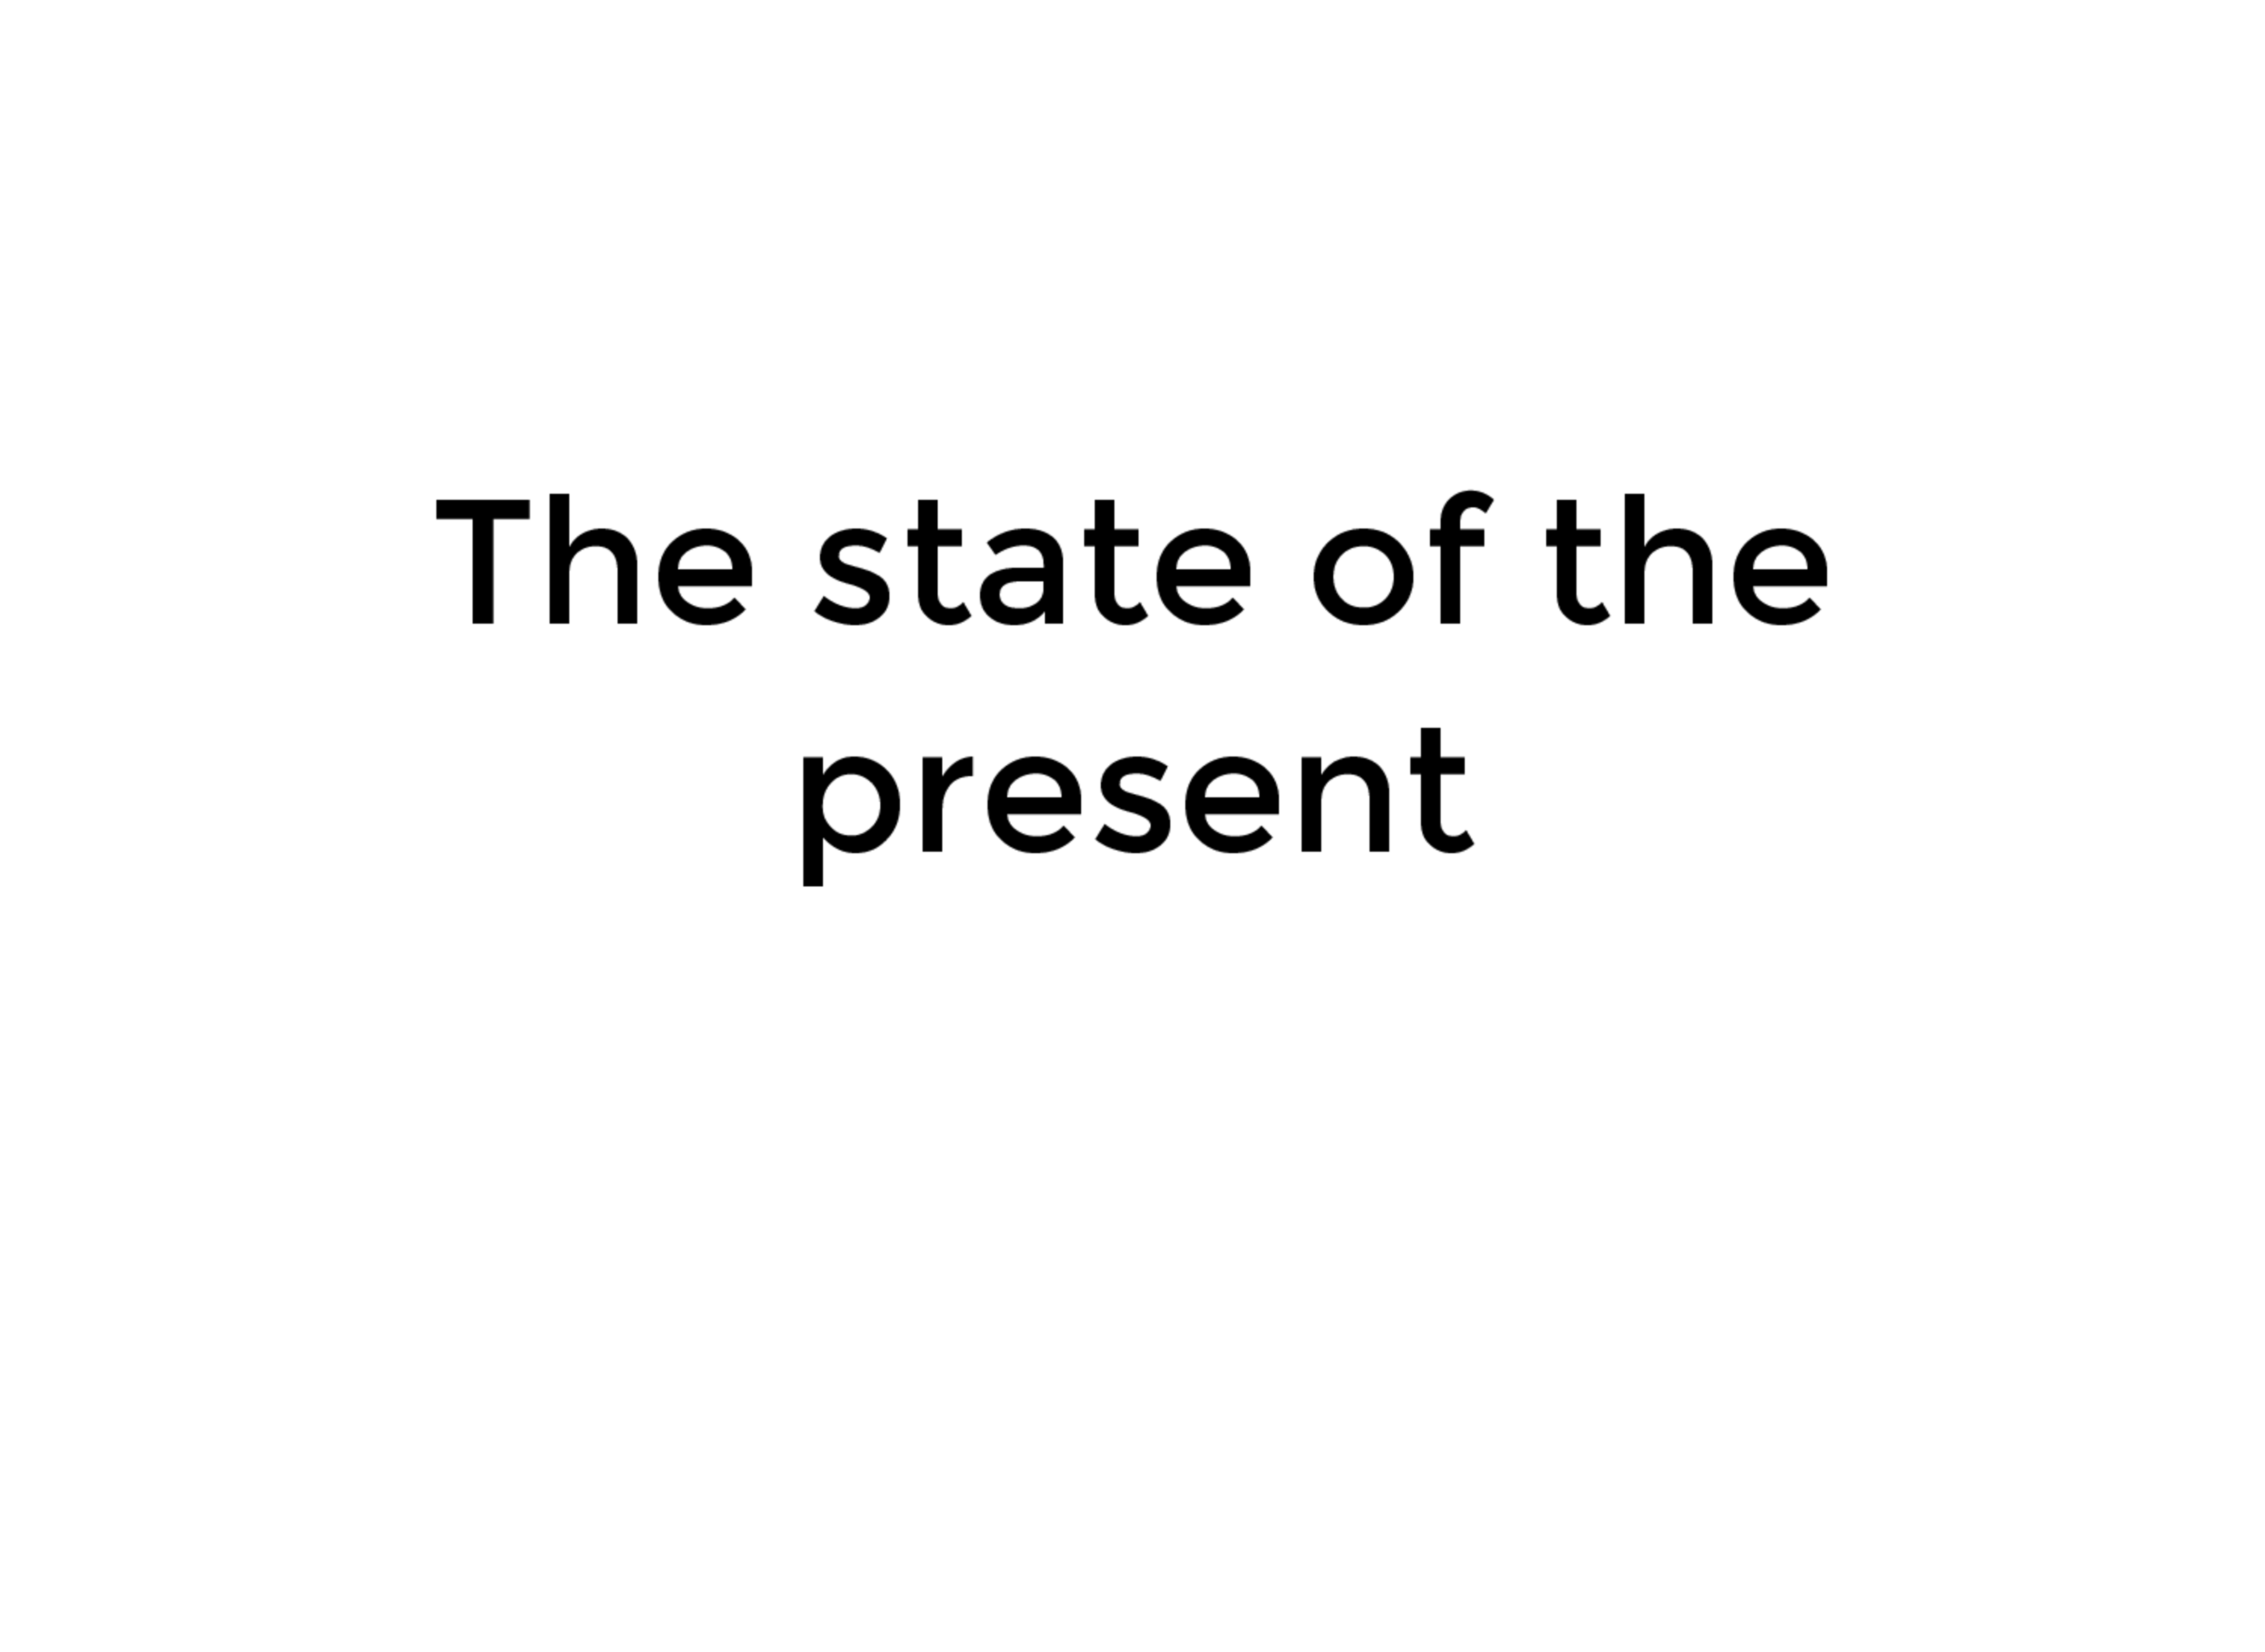 The state of the
present